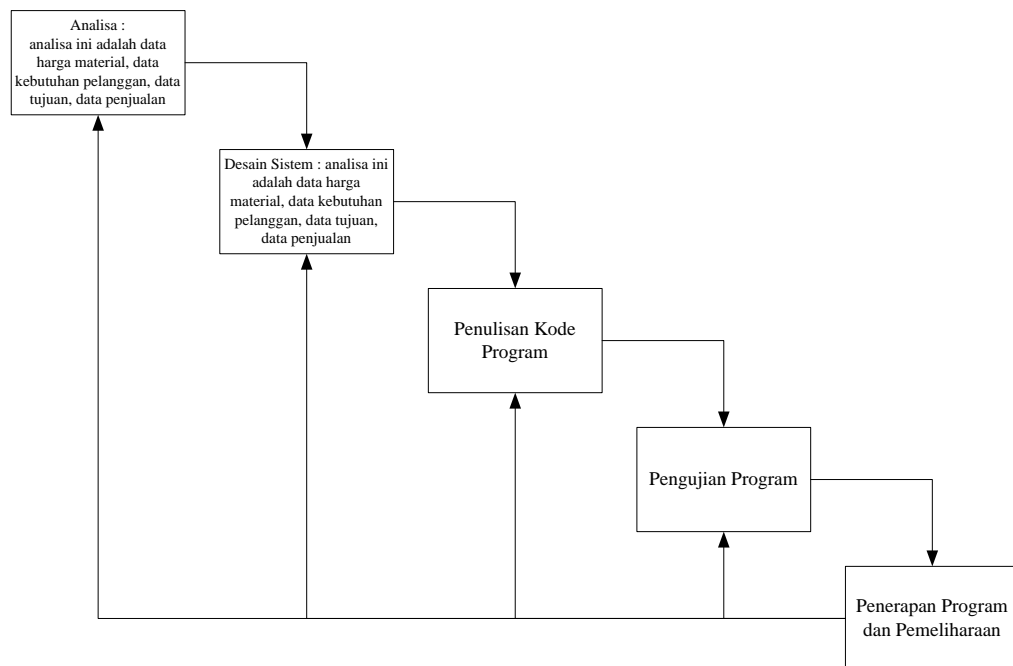 Analisa :
analisa ini adalah data
harga material, data
kebutuhan pelanggan, data
tujuan, data penjualan
Desain Sistem : analisa ini
adalah data harga
material, data kebutuhan
pelanggan, data tujuan,
data penjualan
Penulisan Kode
Program
Pengujian Program
Penerapan Program
dan Pemeliharaan